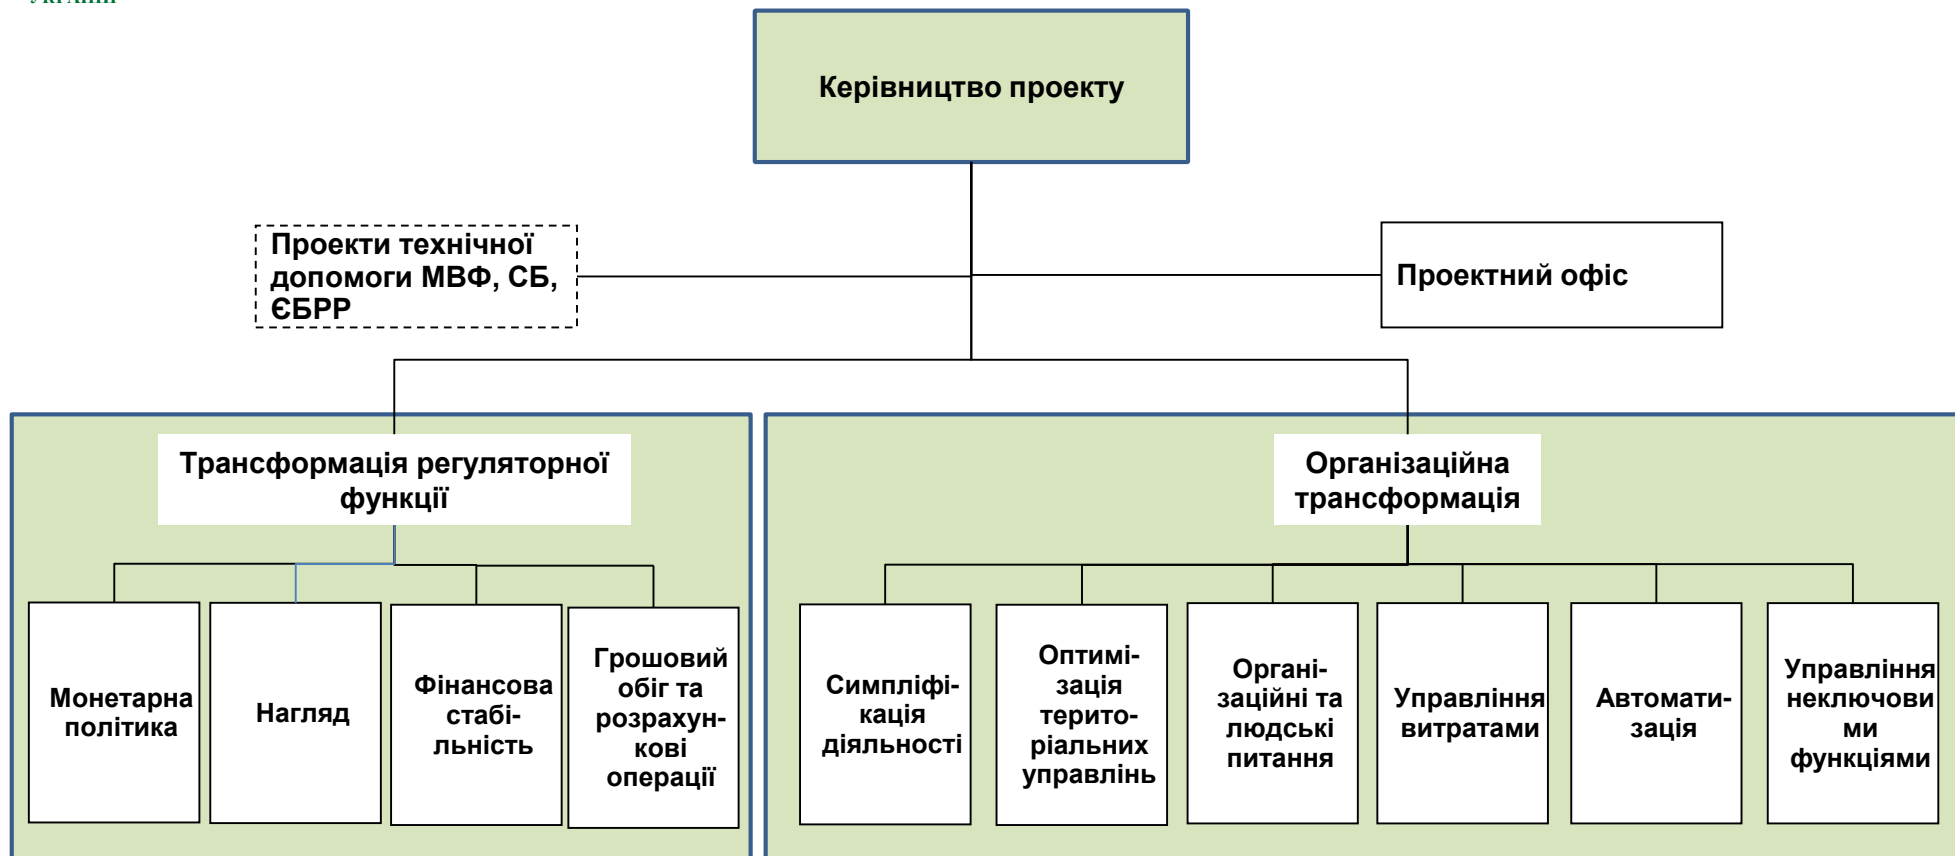 УКРАЇНИ
Керівництво проекту
Проекти технічної
допомоги МВФ, СБ,
ЄБРР
Проектний офіс
Трансформація регуляторної
функції
Організаційна
трансформація
Монетарна
політика
Нагляд
Фінансова
стабі-
льність
Грошовий
обіг та
розрахун-
кові
операції
Симпліфі-
кація
діяльності
Оптимі-
зація
терито-
ріальних
управлінь
Органі-
заційні та
людські
питання
Управління
витратами
Автомати-
зація
Управління
неключови
ми
функціями